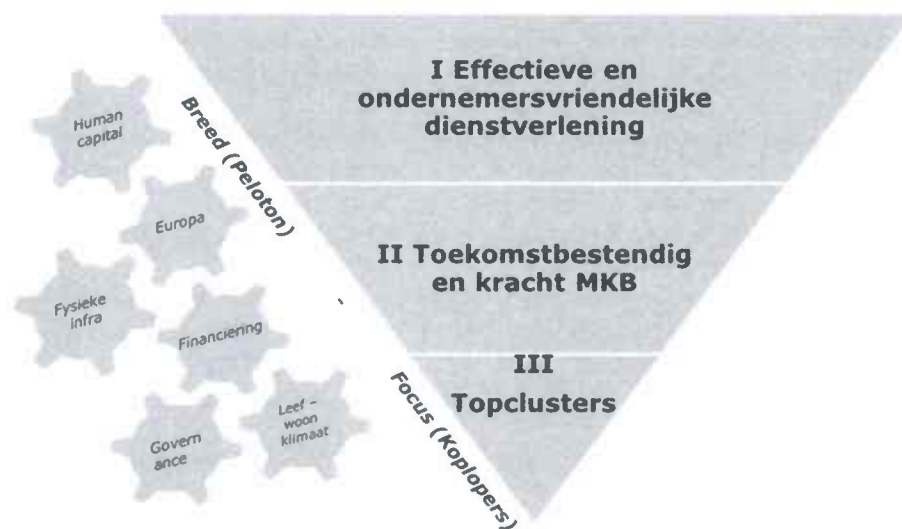 I Effectieve en
ondernemersvriendelijke
dienstverlening
II Toekomstbestendig
en kracht MKB
III
Topclusters
Breed (Peloton)
-
Focus (Koplopers)
Human
capital
Europa
Fysieke
infra
Financiering
Leef –
woon
klimaat
Govern
ance